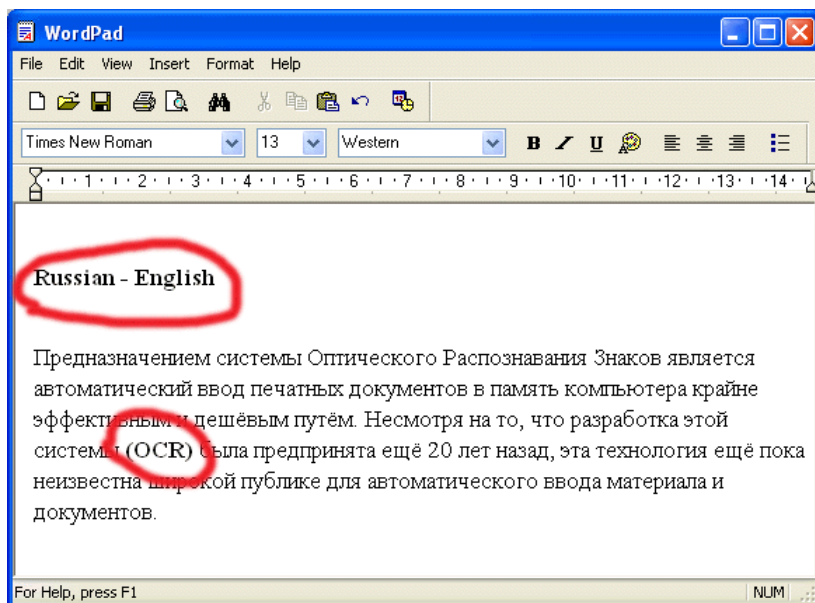 WordPad
File Edit View Insert Format Help
Times New Roman 13 Western B U
1 2 3 4 5 6 7 8 9 10 11 12 13 14
Russian - English
Предназначением системы Оптического Распознавания Знаков является
автоматический ввод печатных документов в память компьютера крайне
эффективным и дешёвым путём. Несмотря на то, что разработка этой
системы (OCR) была предпринята ещё 20 лет назад, эта технология ещё пока
неизвестна широкой публике для автоматического ввода материала и
документов.
For Help, press F1 NUM